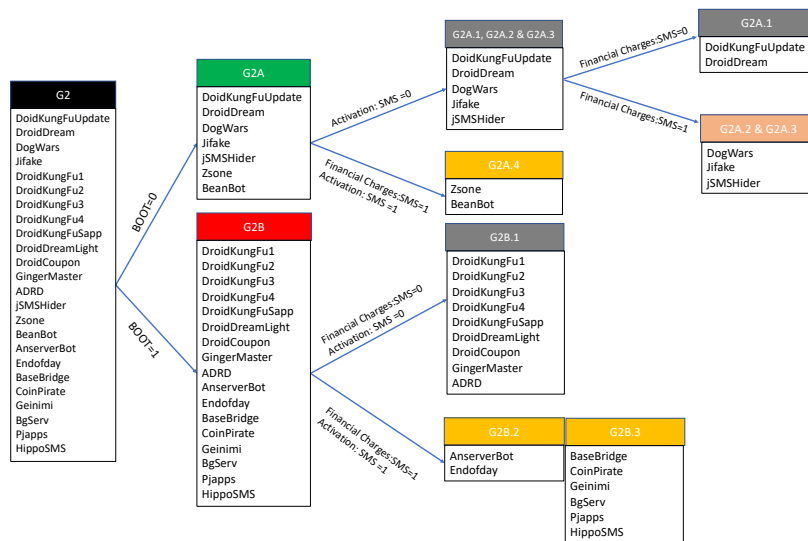 G2
DoidKungFuUpdate
DroidDream
DogWars
Jifake
DroidKungFu1
DroidKungFu2
DroidKungFu3
DroidKungFu4
DroidKungFuSapp
DroidDreamLight
DroidCoupon
GingerMaster
ADRD
jSMSHider
Zsone
BeanBot
AnserverBot
Endofday
BaseBridge
CoinPirate
Geinimi
BgServ
Pjapps
HippoSMS
BOOT=0
BOOT=1
G2A
DoidKungFuUpdate
DroidDream
DogWars
Jifake
jSMSHider
Zsone
BeanBot
G2B
DroidKungFu1
DroidKungFu2
DroidKungFu3
DroidKungFu4
DroidKungFuSapp
DroidDreamLight
DroidCoupon
GingerMaster
ADRD
AnserverBot
Endofday
BaseBridge
CoinPirate
Geinimi
BgServ
Pjapps
HippoSMS
Activation: SMS =0
Financial Charges:SMS=1
Activation: SMS =1
Financial Charges:SMS=0
Activation: SMS =0
Financial Charges:SMS=1
Activation: SMS =1
G2A.1, G2A.2 & G2A.3
DoidKungFuUpdate
DroidDream
DogWars
Jifake
jSMSHider
G2A.4
Zsone
BeanBot
G2B.1
DroidKungFu1
DroidKungFu2
DroidKungFu3
DroidKungFu4
DroidKungFuSapp
DroidDreamLight
DroidCoupon
GingerMaster
ADRD
G2B.2
AnserverBot
Endofday
G2B.3
BaseBridge
CoinPirate
Geinimi
BgServ
Pjapps
HippoSMS
Financial Charges:SMS=0
Financial Charges:SMS=1
G2A.1
DoidKungFuUpdate
DroidDream
G2A.2 & G2A.3
DogWars
Jifake
jSMSHider